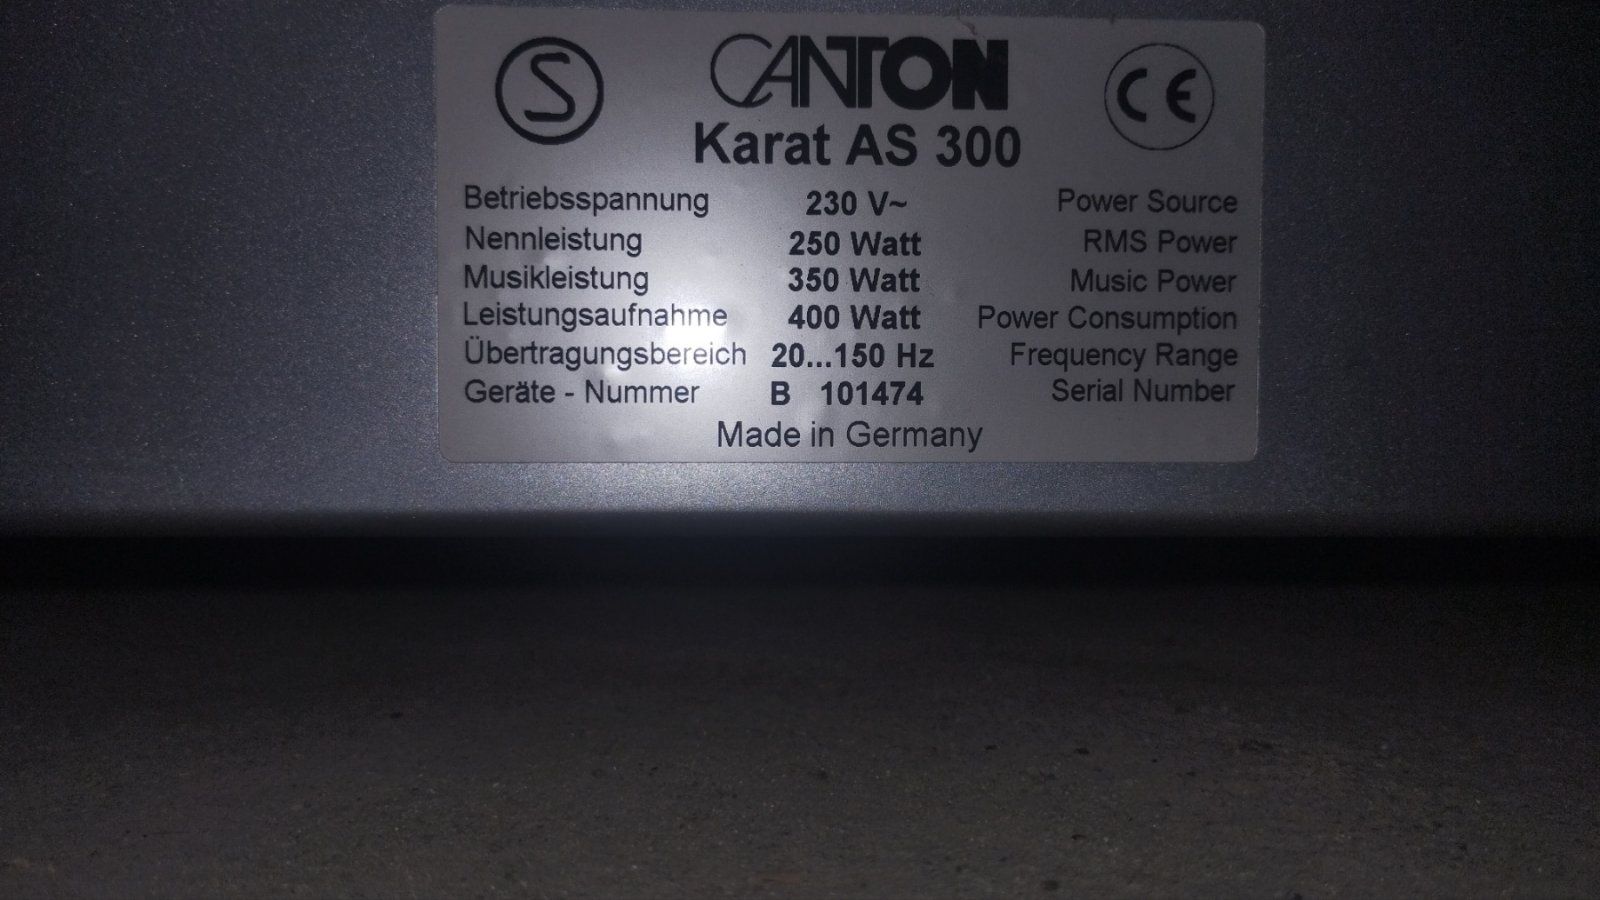 S CANTON CE
Karat AS 300
Betriebsspannung 230 V~ Power Source
Nennleistung 250 Watt RMS Power
Musikleistung 350 Watt Music Power
Leistungsaufnahme 400 Watt Power Consumption
Übertragungsbereich 20...150 Hz Frequency Range
Geräte - Nummer B 101474 Serial Number
Made in Germany